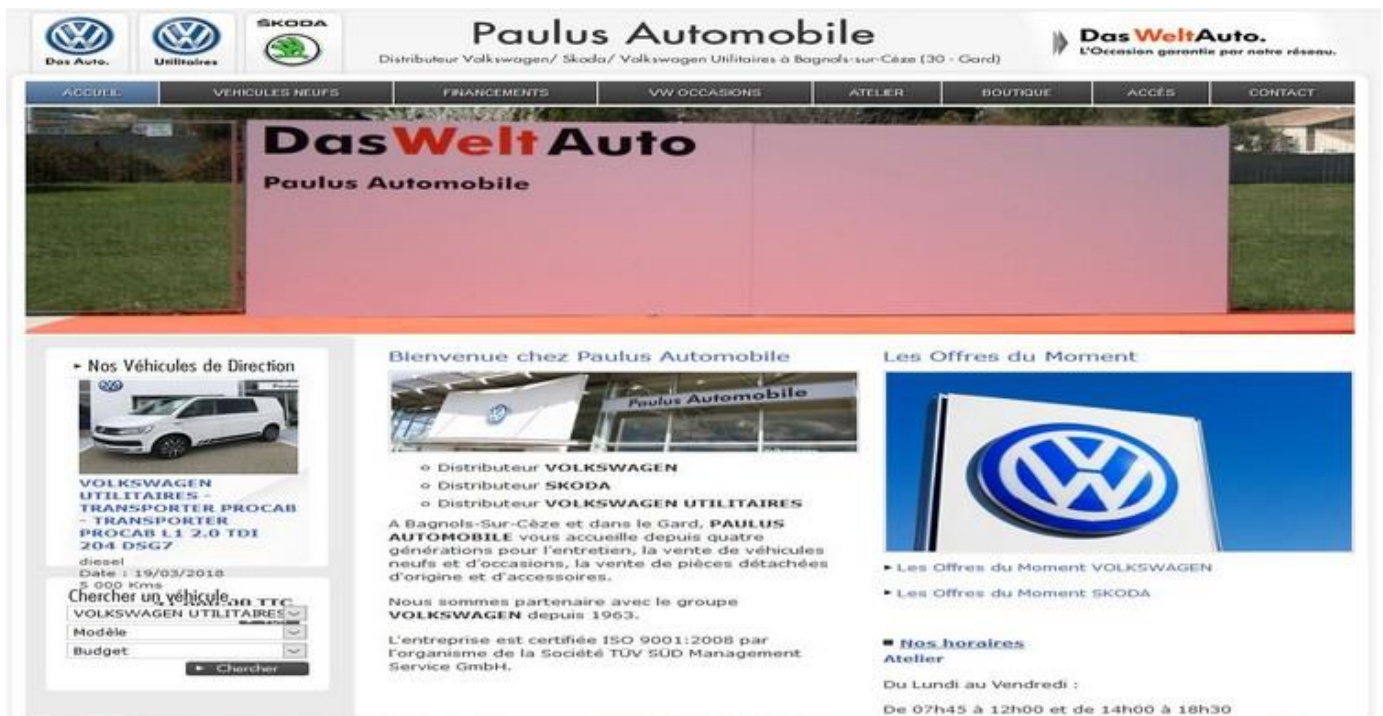 Das Auto.
Utilitaires
ŠKODA
Paulus Automobile
Distributeur Volkswagen/ Skoda/ Volkswagen Utilitaires à Bagnols-sur-Cèze (30 - Gard)
Das WeltAuto.
L'Occasion garantie par notre réseau.
ACCUEIL
VEHICULES NEUFS
FINANCEMENTS
VW OCCASIONS
ATELIER
BOUTIQUE
ACCÈS
CONTACT
Das WeltAuto
Paulus Automobile
Nos Véhicules de Direction
VOLKSWAGEN
UTILITAIRES -
TRANSPORTER PROCAB
- TRANSPORTER
PROCAB L1 2.0 TDI
204 DSG7
diesel
Date : 19/03/2018
5 000 Kms
TTC
Chercher un véhicule
VOLKSWAGEN UTILITAIRES
Modèle
Budget
Chercher
Bienvenue chez Paulus Automobile
Paulus Automobile
Distributeur VOLKSWAGEN
Distributeur SKODA
Distributeur VOLKSWAGEN UTILITAIRES
A Bagnols-Sur-Cèze et dans le Gard, PAULUS
AUTOMOBILE vous accueille depuis quatre
générations pour l'entretien, la vente de véhicules
neufs et d'occasions, la vente de pièces détachées
d'origine et d'accessoires.
Nous sommes partenaire avec le groupe
VOLKSWAGEN depuis 1963.
L'entreprise est certifiée ISO 9001:2008 par
l'organisme de la Société TÜV SÜD Management
Service GmbH.
Les Offres du Moment
Les Offres du Moment VOLKSWAGEN
Les Offres du Moment SKODA
Nos horaires
Atelier
Du Lundi au Vendredi :
De 07h45 à 12h00 et de 14h00 à 18h30